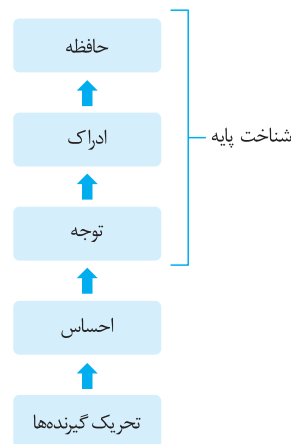 حافظه
ادراک
شناخت پایه
توجه
احساس
تحریک گیرنده‌ها